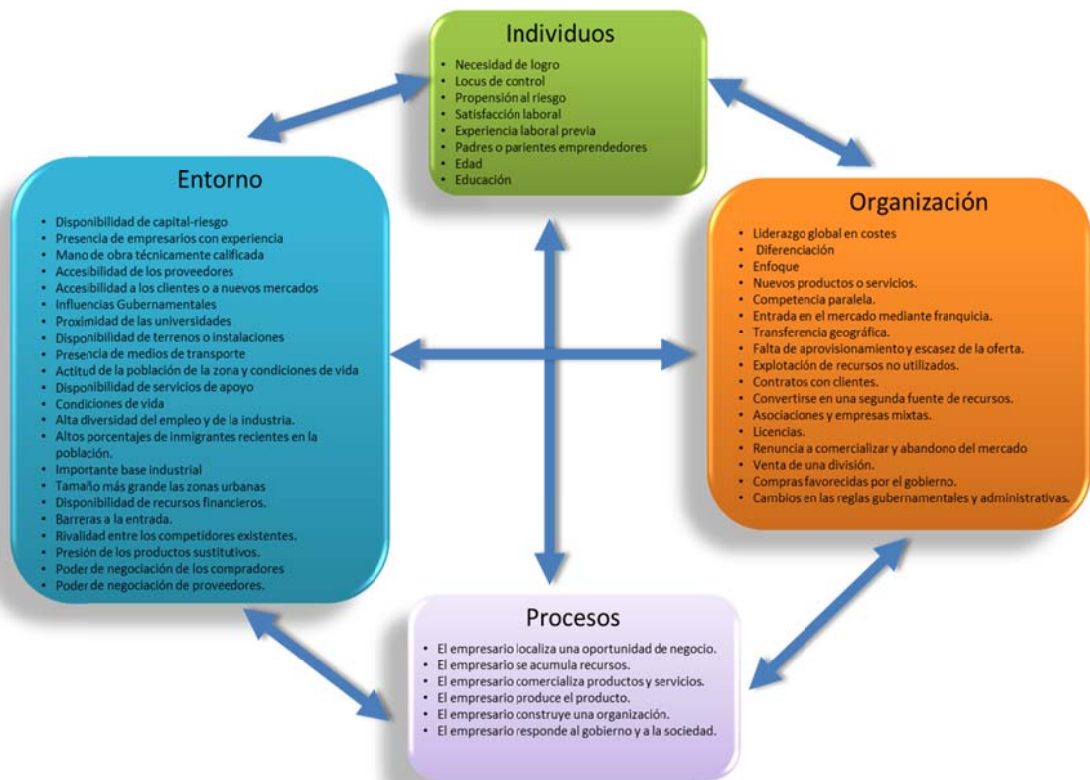 Individuos
• Necesidad de logro
• Locus de control
• Propensión al riesgo
• Satisfacción laboral
• Experiencia laboral previa
• Padres o parientes emprendedores
• Edad
• Educación
Entorno
• Disponibilidad de capital-riesgo
• Presencia de empresarios con experiencia
• Mano de obra técnicamente calificada
• Accesibilidad de los proveedores
• Accesibilidad a los clientes o a nuevos mercados
• Influencias Gubernamentales
• Proximidad de las universidades
• Disponibilidad de terrenos o instalaciones
• Presencia de medios de transporte
• Actitud de la población de la zona y condiciones de vida
• Disponibilidad de servicios de apoyo
• Condiciones de vida
• Alta diversidad del empleo y de la industria.
• Altos porcentajes de inmigrantes recientes en la
población.
• Importante base industrial
• Tamaño más grande las zonas urbanas
• Disponibilidad de recursos financieros.
• Barreras a la entrada.
• Rivalidad entre los competidores existentes.
• Presión de los productos sustitutivos.
• Poder de negociación de los compradores
• Poder de negociación de proveedores.
Organización
• Liderazgo global en costes
• Diferenciación
• Enfoque
• Nuevos productos o servicios.
• Competencia paralela.
• Entrada en el mercado mediante franquicia.
• Transferencia geográfica.
• Falta de aprovisionamiento y escasez de la oferta.
• Explotación de recursos no utilizados.
• Contratos con clientes.
• Convertirse en una segunda fuente de recursos.
• Asociaciones y empresas mixtas.
• Licencias.
• Renuncia a comercializar y abandono del mercado
• Venta de una división.
• Compras favorecidas por el gobierno.
• Cambios en las reglas gubernamentales y administrativas.
Procesos
• El empresario localiza una oportunidad de negocio.
• El empresario se acumula recursos.
• El empresario comercializa productos y servicios.
• El empresario produce el producto.
• El empresario construye una organización.
• El empresario responde al gobierno y a la sociedad.